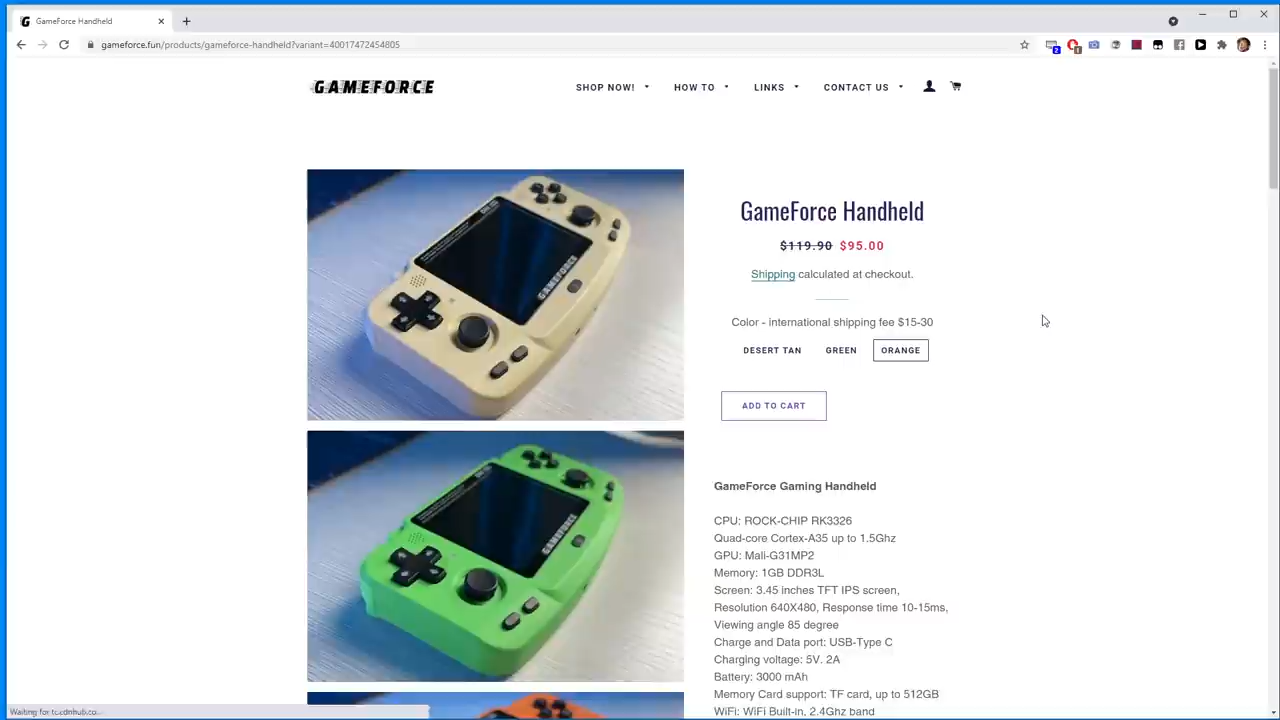 GameForce Handheld
gameforce.fun/products/gameforce-handheld?variant=40017472454805
GAMEFORCE
SHOP NOW!
HOW TO
LINKS
CONTACT US
GAMEFORCE
GameForce Handheld
$119.90 $95.00
Shipping calculated at checkout.
Color - international shipping fee $15-30
DESERT TAN
GREEN
ORANGE
ADD TO CART
GAMEFORCE
GameForce Gaming Handheld
CPU: ROCK-CHIP RK3326
Quad-core Cortex-A35 up to 1.5Ghz
GPU: Mali-G31MP2
Memory: 1GB DDR3L
Screen: 3.45 inches TFT IPS screen,
Resolution 640X480, Response time 10-15ms,
Viewing angle 85 degree
Charge and Data port: USB-Type C
Charging voltage: 5V. 2A
Battery: 3000 mAh
Memory Card support: TF card, up to 512GB
WiFi: WiFi Built-in, 2.4Ghz band
Waiting for